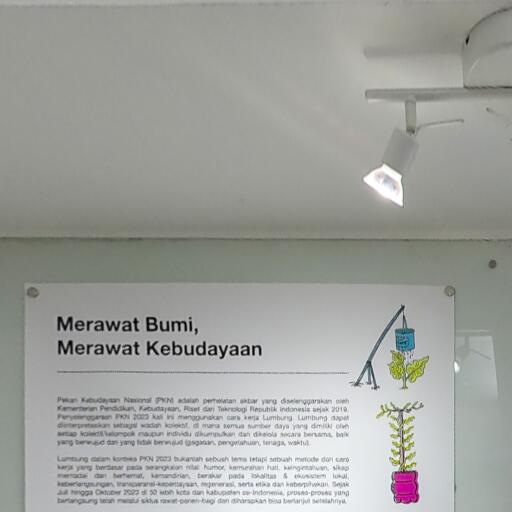 Merawat Bumi,
Merawat Kebudayaan
Pekan Kebudayaan Nasional (PKN) adalah perhelatan akbar yang diselenggarakan oleh
Kementerian Pendidikan, Kebudayaan, Riset dan Teknologi Republik Indonesia sejak 2019.
Penyelenggaraan PKN 2023 kali ini menggunakan cara kerja Lumbung. Lumbung dapat
diinterpretasikan sebagai wadah kolektif, di mana semua sumber daya yang dimiliki oleh
setiap kolektif/kelompok maupun individu dikumpulkan dan dikelola secara bersama, baik
yang berwujud dan yang tidak berwujud (gagasan, pengetahuan, tenaga, waktu).
Lumbung dalam konteks PKN 2023 bukanlah sebuah tema tetapi sebuah metode dan cara
kerja yang berdasar pada serangkaian nilai: humor, kemurahan hati, keingintahuan, sikap
memadai dan berhemat, kemandirian, berakar pada lokalitas & ekosistem lokal,
keberlangsungan, transparansi-kepercayaan, regenerasi, serta etika dan keberpihakan. Sejak
Juli hingga Oktober 2023 di 50 lebih kota dan kabupaten se-Indonesia, proses-proses yang
berlangsung telah melalui siklus rawat-panen-bagi dan diharapkan bisa berlanjut setelahnya.